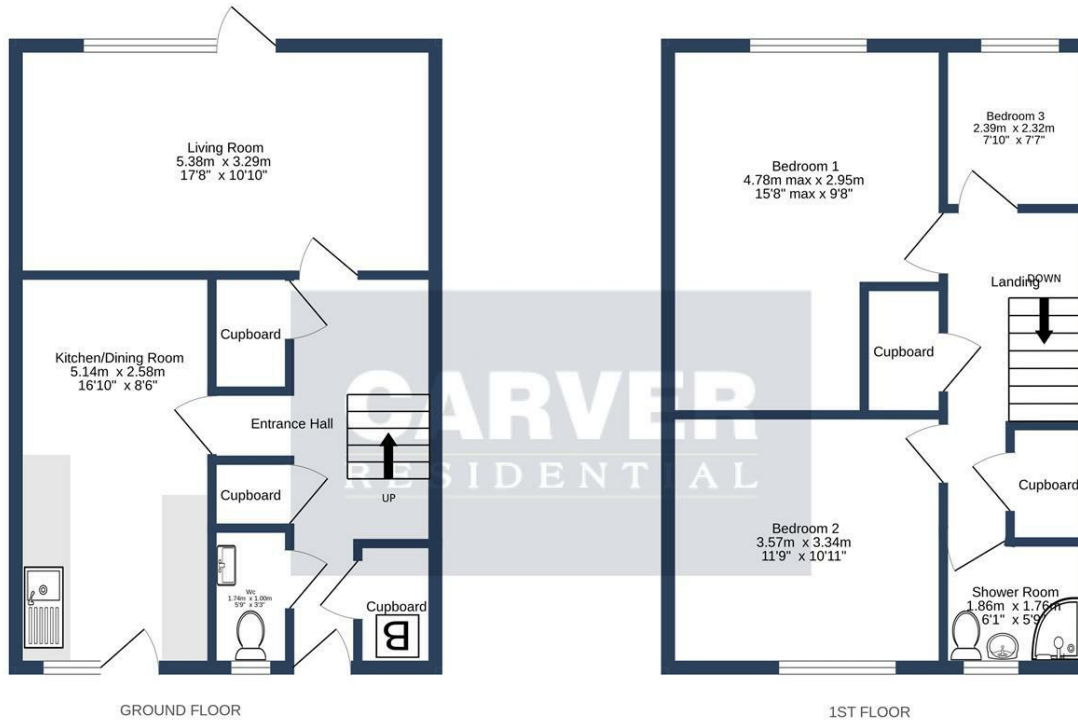 Living Room
5.38m x 3.29m
17'8" x 10'10"
Cupboard
Kitchen/Dining Room
5.14m x 2.58m
16'10" x 8'6"
Entrance Hall
Cupboard
UP
Wc
1.74m x 1.00m
5'9" x 3'3"
Cupboard
B
GROUND FLOOR
CARVER
RESIDENTIAL
Bedroom 1
4.78m max x 2.95m
15'8" max x 9'8"
Bedroom 3
2.39m x 2.32m
7'10" x 7'7"
Landing
DOWN
Cupboard
Cupboard
Bedroom 2
3.57m x 3.34m
11'9" x 10'11"
Shower Room
1.86m x 1.76m
6'1" x 5'9"
1ST FLOOR